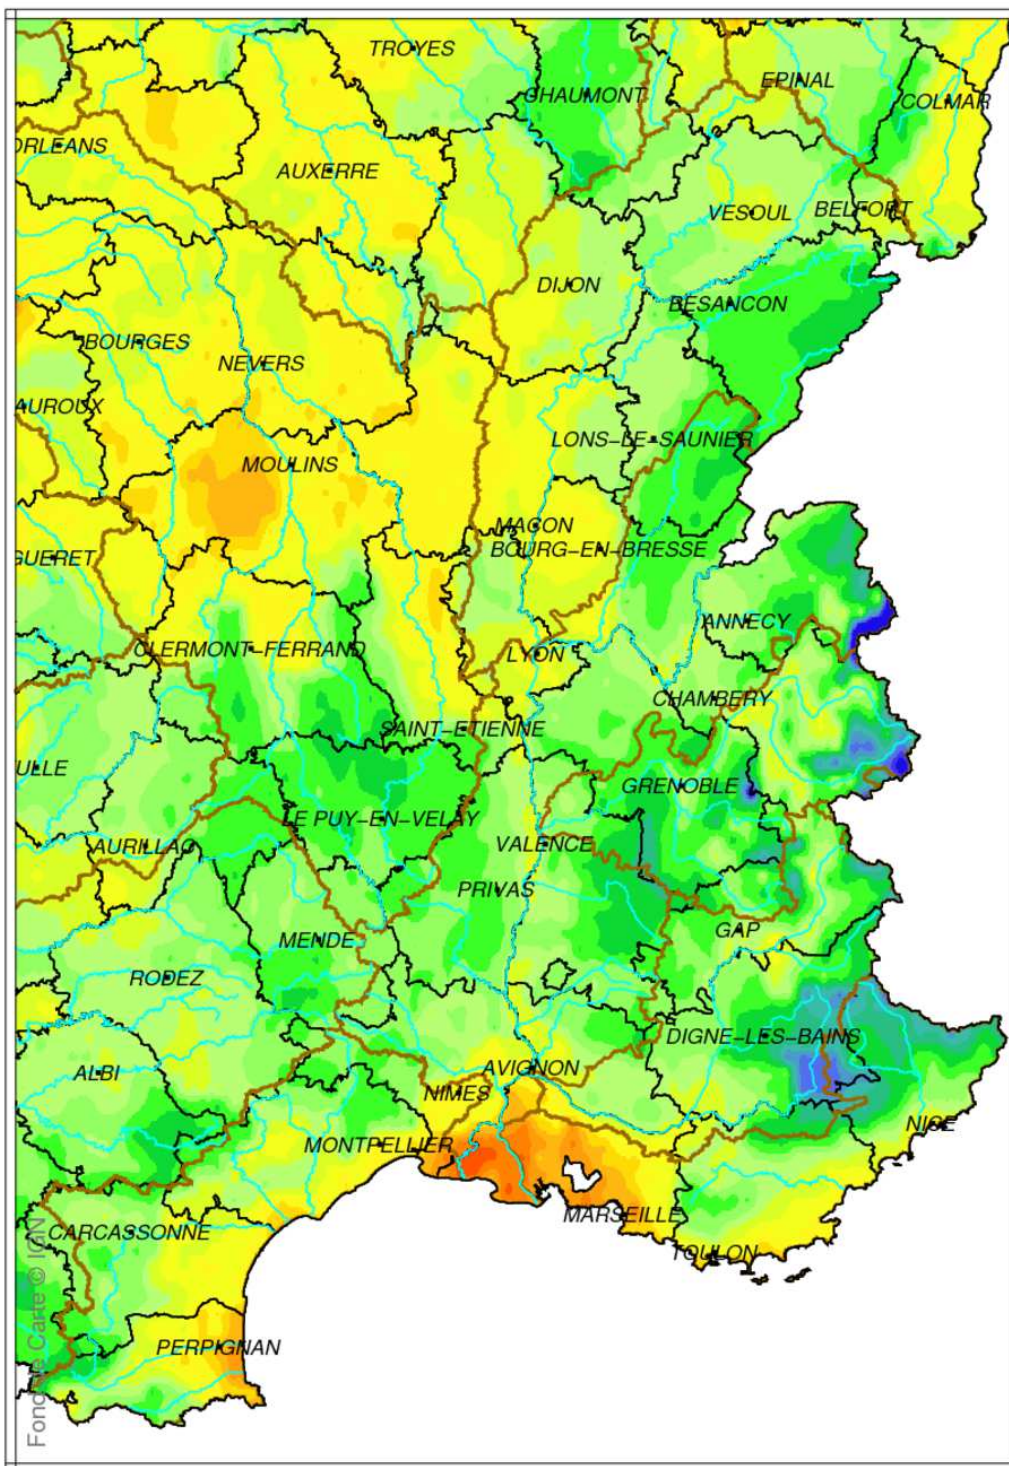 TROYES
EPINAL
CHAUMONT
COLMAR
ORLEANS
AUXERRE
VESOUL
BELFORT
DIJON
BESANCON
BOURGES
NEVERS
AUROUX
LONS-LE-SAUNIER
MOULINS
MACON
BOURG-EN-BRESSE
GUERET
ANNECY
CLERMONT-FERRAND
LYON
CHAMBERY
SAINT-ETIENNE
ULLE
GRENOBLE
LE PUY-EN-VELAY
AURILLAC
VALENCE
PRIVAS
GAP
MENDE
RODEZ
DIGNE-LES-BAINS
AVIGNON
ALBI
NIMES
NICE
MONTPELLIER
MARSEILLE
CARCASSONNE
TOULON
PERPIGNAN
Fond de Carte © IGN